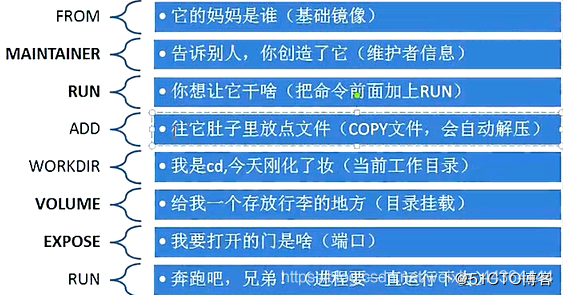 FROM • 它的妈妈是谁（基础镜像）
MAINTAINER • 告诉别人，你创造了它（维护者信息）
RUN • 你想让它干啥（把命令前面加上RUN）
ADD • 往它肚子里放点文件（COPY文件，会自动解压）
WORKDIR • 我是cd,今天刚化了妆（当前工作目录）
VOLUME • 给我一个存放行李的地方（目录挂载）
EXPOSE • 我要打开的门是啥（端口）
RUN • 奔跑吧，兄弟！（进程要一直运行下
@51CTO博客